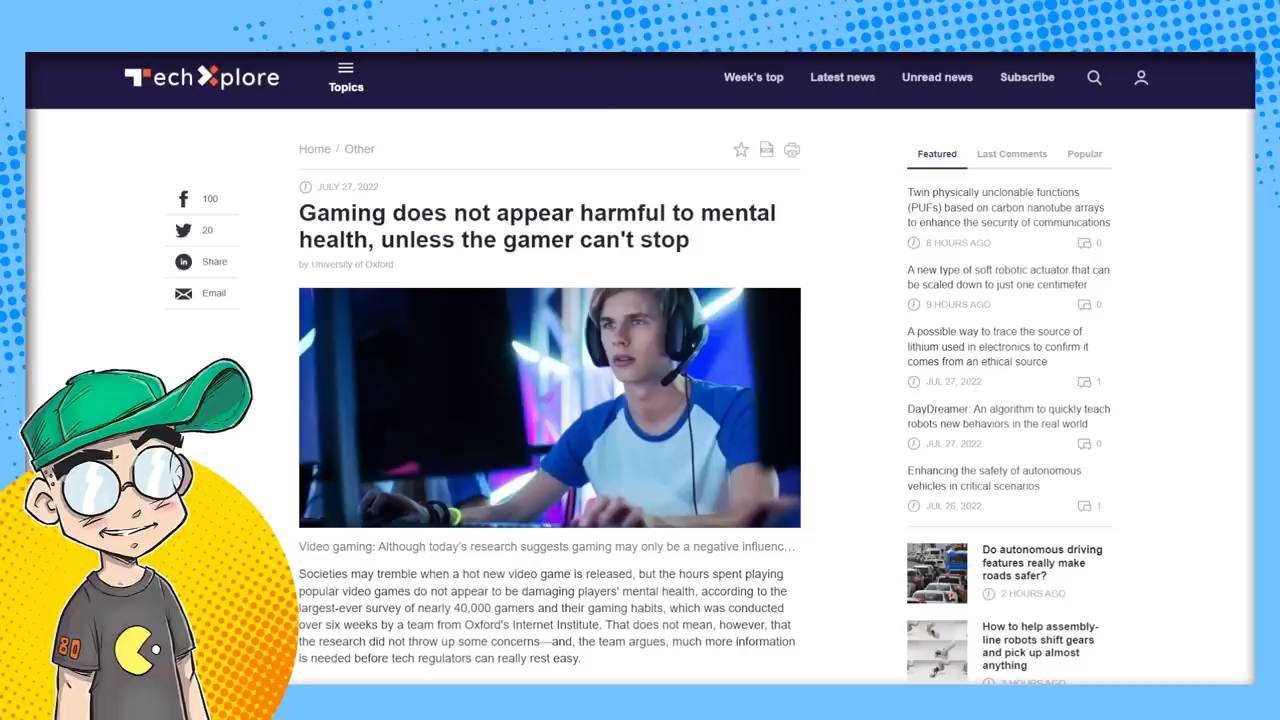 TechXplore
Topics
Week's top
Latest news
Unread news
Subscribe
Home / Other
JULY 27, 2022
Gaming does not appear harmful to mental
health, unless the gamer can't stop
by University of Oxford
100
20
Share
Email
Video gaming: Although today's research suggests gaming may only be a negative influenc…
Societies may tremble when a hot new video game is released, but the hours spent playing
popular video games do not appear to be damaging players' mental health, according to the
largest-ever survey of nearly 40,000 gamers and their gaming habits, which was conducted
over six weeks by a team from Oxford's Internet Institute. That does not mean, however, that
the research did not throw up some concerns—and, the team argues, much more information
is needed before tech regulators can really rest easy.
Featured
Last Comments
Popular
Twin physically unclonable functions
(PUFs) based on carbon nanotube arrays
to enhance the security of communications
8 HOURS AGO 0
A new type of soft robotic actuator that can
be scaled down to just one centimeter
9 HOURS AGO 0
A possible way to trace the source of
lithium used in electronics to confirm it
comes from an ethical source
JUL 27, 2022 1
DayDreamer: An algorithm to quickly teach
robots new behaviors in the real world
JUL 27, 2022 0
Enhancing the safety of autonomous
vehicles in critical scenarios
JUL 26, 2022 1
Do autonomous driving
features really make
roads safer?
2 HOURS AGO
How to help assembly-
line robots shift gears
and pick up almost
anything
80